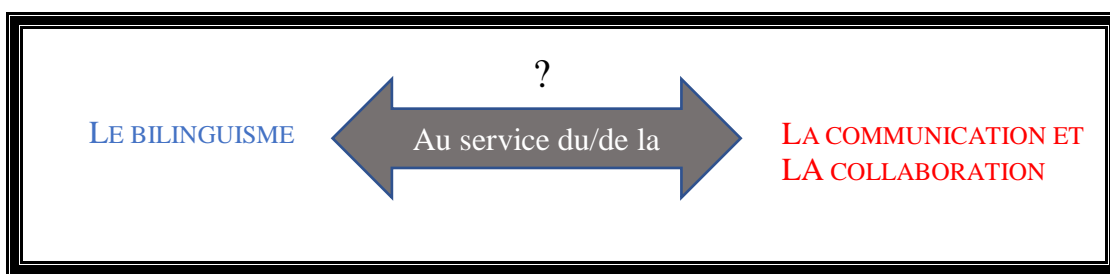 ?
LE BILINGUISME
Au service du/de la
LA COMMUNICATION ET
LA COLLABORATION